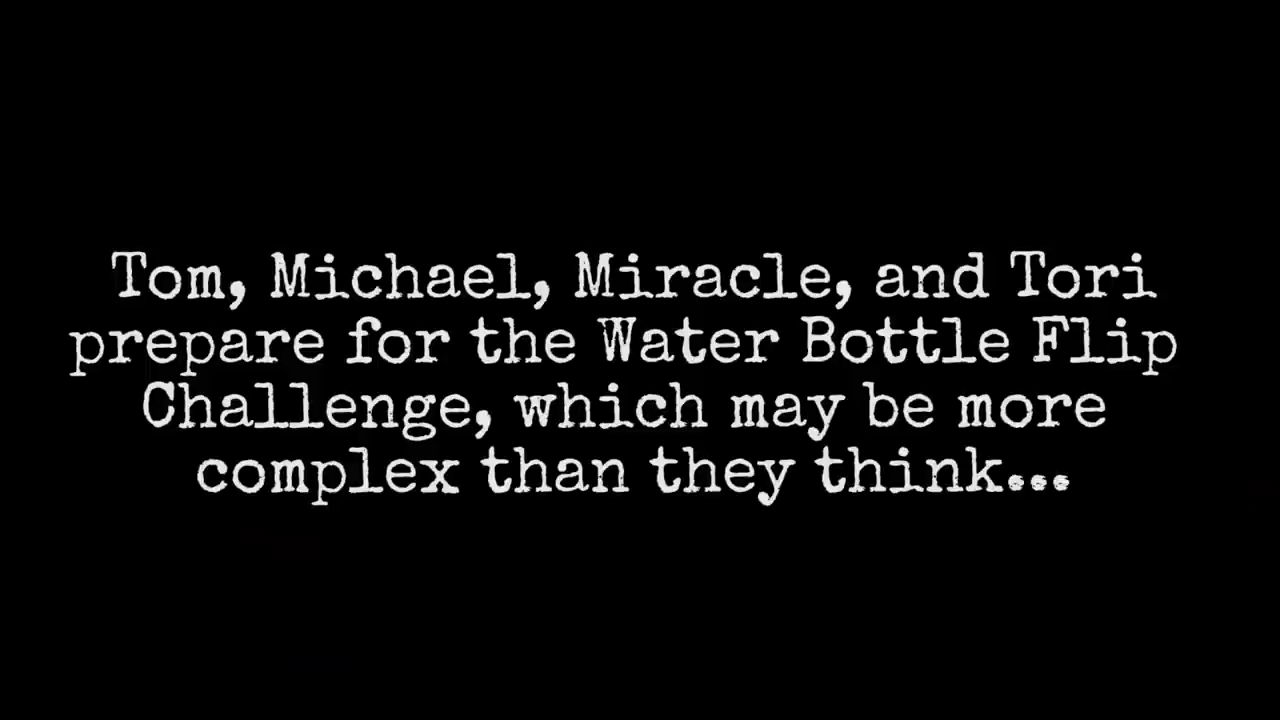 Tom, Michael, Miracle, and Tori
prepare for the Water Bottle Flip
Challenge, which may be more
complex than they think...